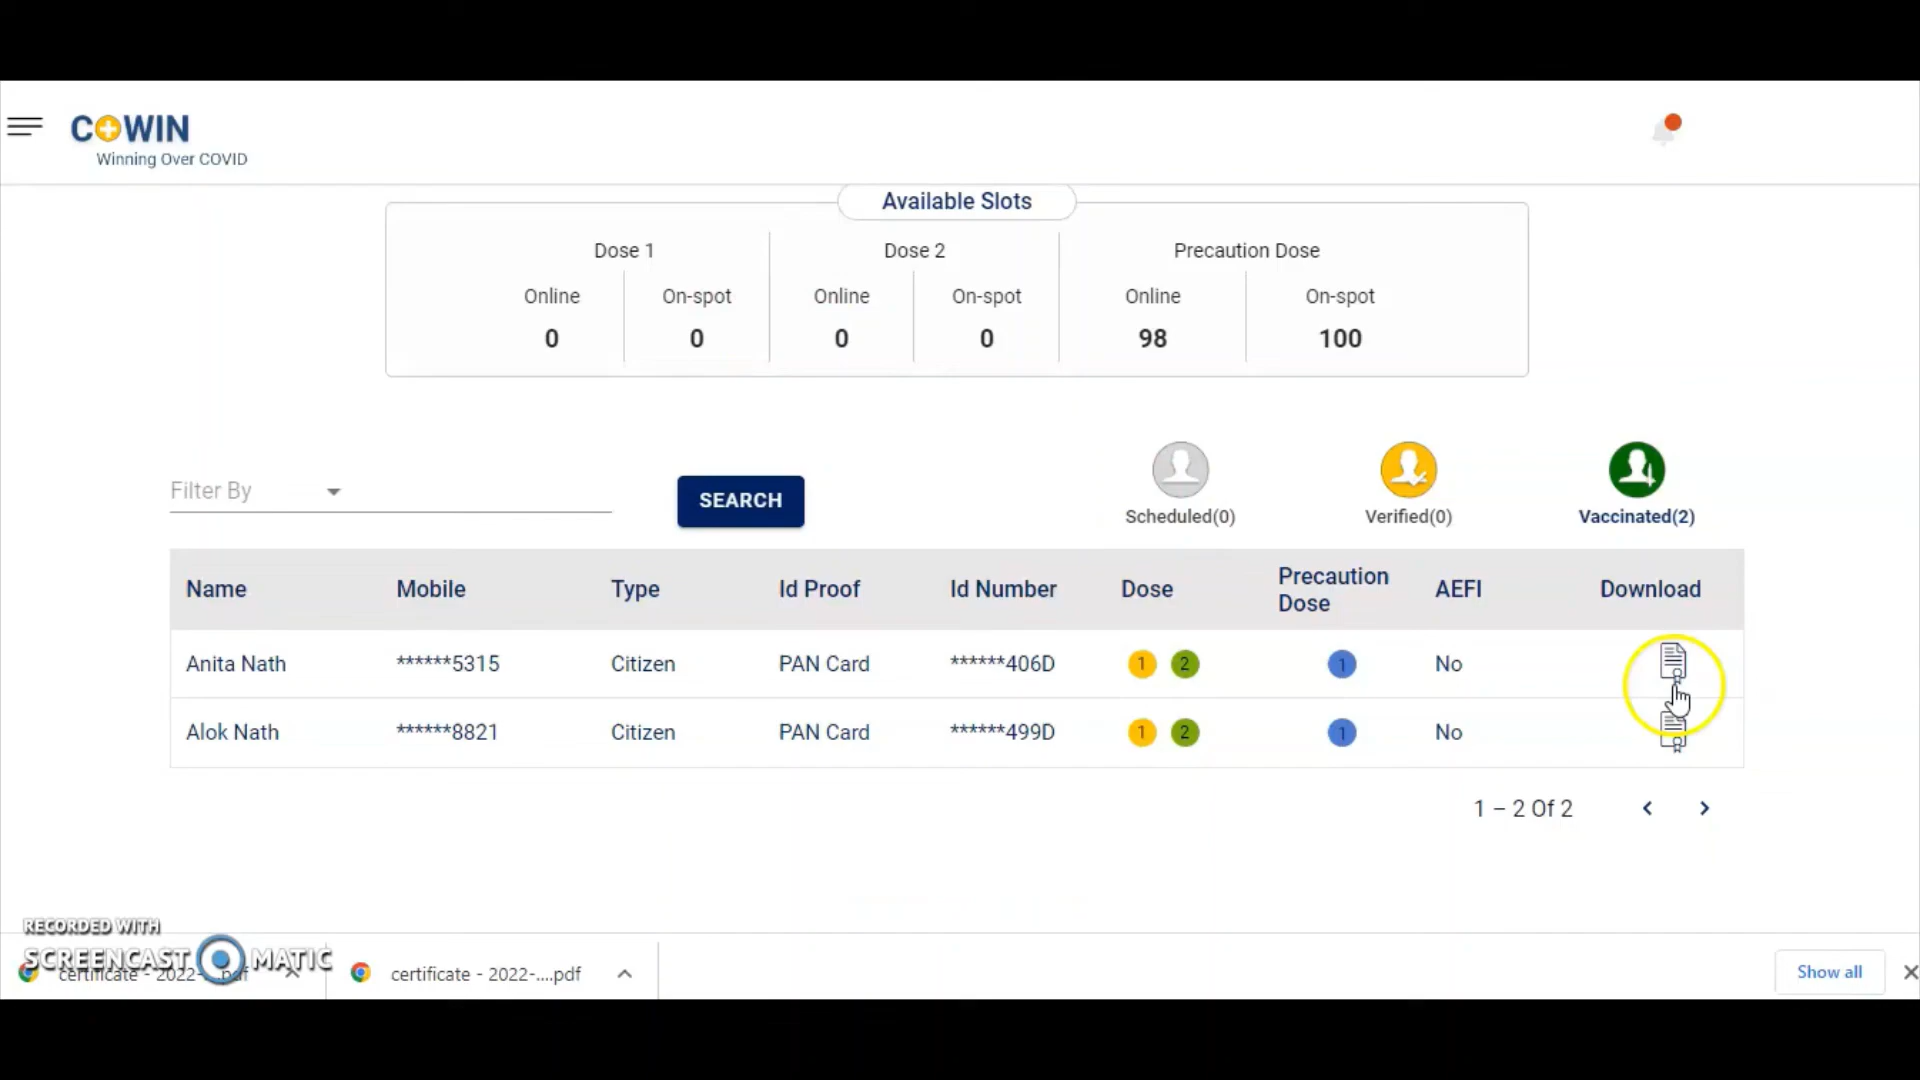 COWIN
Winning Over COVID
Available Slots
Dose 1 Dose 2 Precaution Dose
Online On-spot Online On-spot Online On-spot
0 0 0 0 98 100
Filter By SEARCH Scheduled(0) Verified(0) Vaccinated(2)
Name Mobile Type Id Proof Id Number Dose Precaution Dose AEFI Download
Anita Nath ******5315 Citizen PAN Card ******406D 1 2 1 No
Alok Nath ******8821 Citizen PAN Card ******499D 1 2 1 No
1 – 2 Of 2
RECORDED WITH
SCREENCAST MATIC
certificate - 2022-....pdf certificate - 2022-....pdf Show all